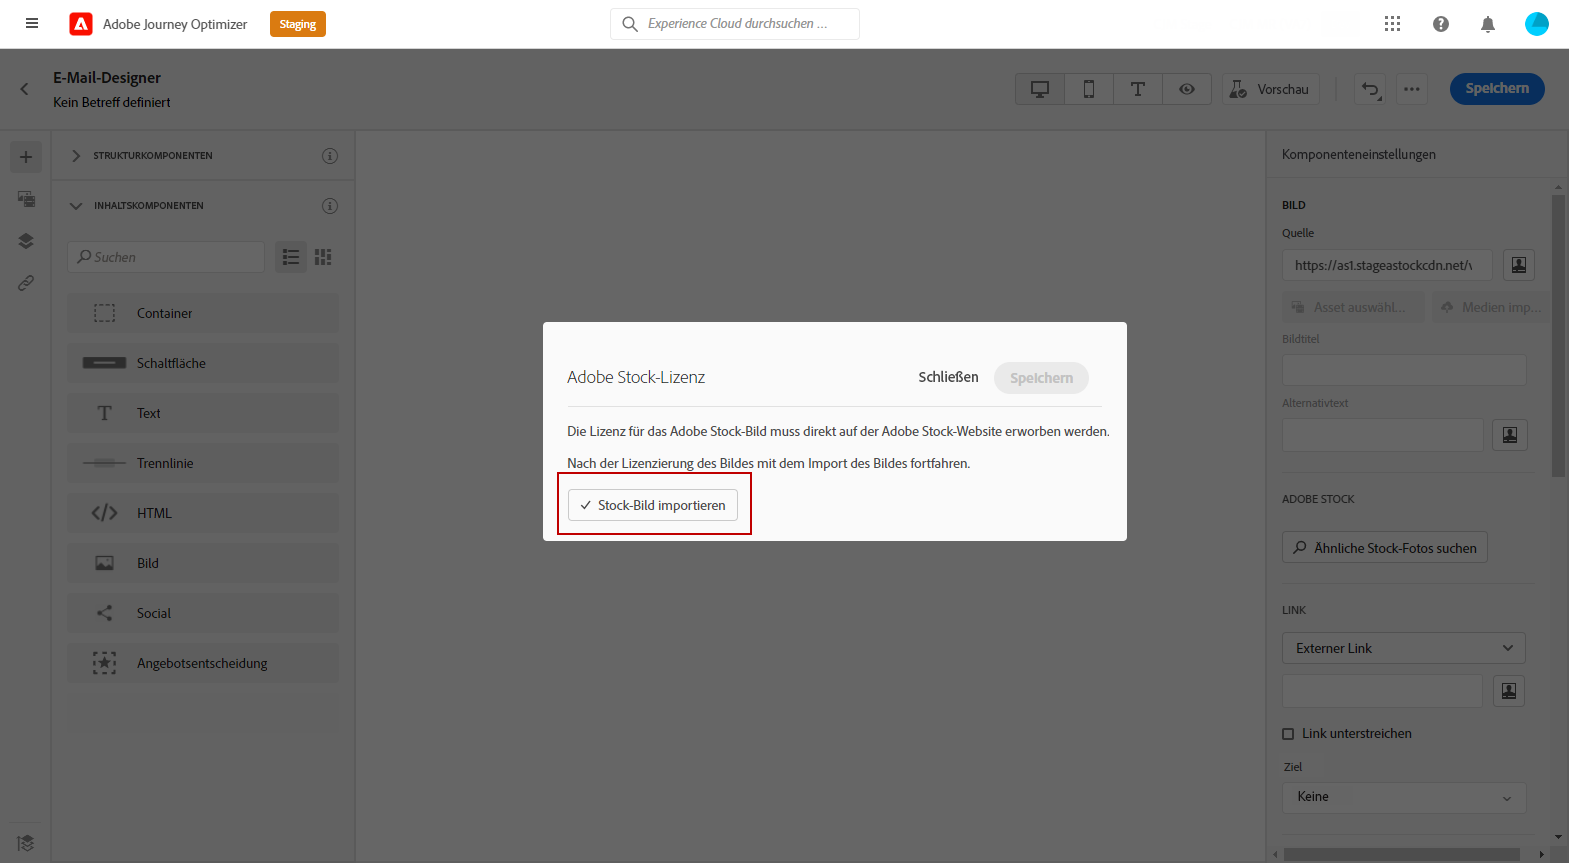 Adobe Journey Optimizer
Staging
Experience Cloud durchsuchen ...
E-Mail-Designer
Kein Betreff definiert
Vorschau
Speichern
STRUKTURKOMPONENTEN
INHALTSKOMPONENTEN
Suchen
Container
Schaltfläche
Text
Trennlinie
HTML
Bild
Social
Angebotsentscheidung
Adobe Stock-Lizenz
Schließen
Speichern
Die Lizenz für das Adobe Stock-Bild muss direkt auf der Adobe Stock-Website erworben werden.
Nach der Lizenzierung des Bildes mit dem Import des Bildes fortfahren.
Stock-Bild importieren
Komponenteneinstellungen
BILD
Quelle
https://as1.stageastockcdn.net/v
Asset auswähl...
Medien imp...
Bildtitel
Alternativtext
ADOBE STOCK
Ähnliche Stock-Fotos suchen
LINK
Externer Link
Link unterstreichen
Ziel
Keine